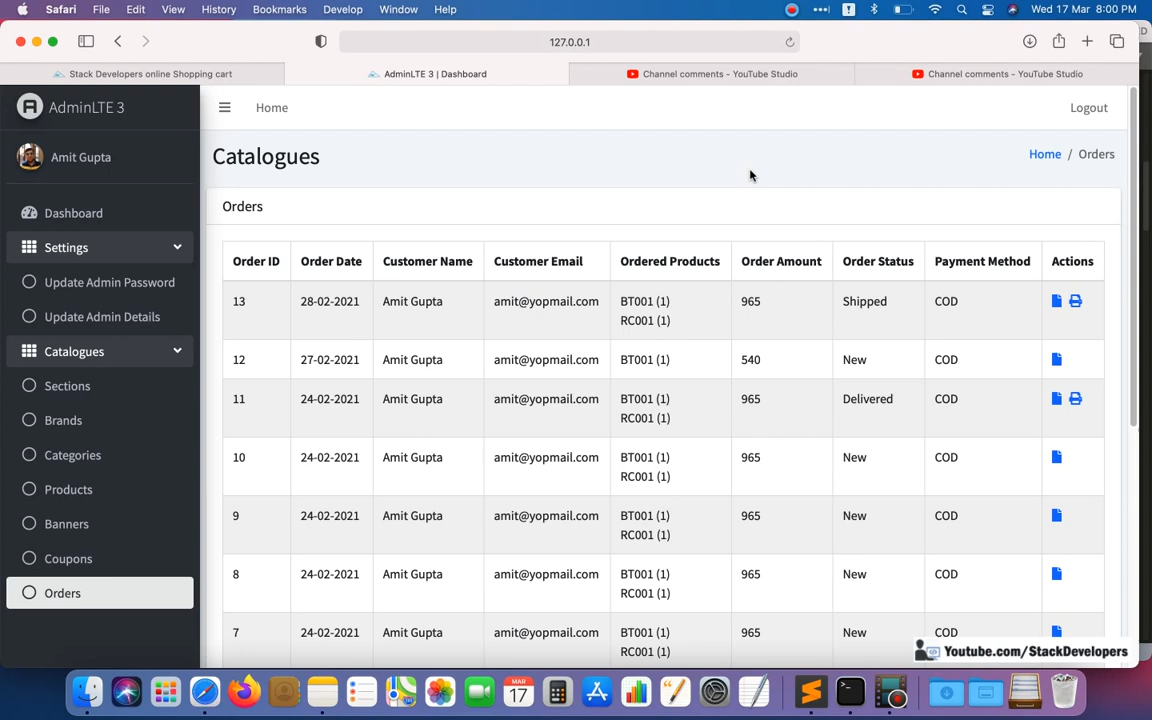 Safari File Edit View History Bookmarks Develop Window Help Wed 17 Mar 8:00 PM
127.0.0.1
Stack Developers online Shopping cart AdminLTE 3 | Dashboard Channel comments - YouTube Studio Channel comments - YouTube Studio
AdminLTE 3 Home Logout
Amit Gupta Catalogues Home / Orders
Dashboard
Settings
Update Admin Password
Update Admin Details
Catalogues
Sections
Brands
Categories
Products
Banners
Coupons
Orders
Orders
Order ID Order Date Customer Name Customer Email Ordered Products Order Amount Order Status Payment Method Actions
13 28-02-2021 Amit Gupta amit@yopmail.com BT001 (1) 965 Shipped COD
RC001 (1)
12 27-02-2021 Amit Gupta amit@yopmail.com BT001 (1) 540 New COD
11 24-02-2021 Amit Gupta amit@yopmail.com BT001 (1) 965 Delivered COD
RC001 (1)
10 24-02-2021 Amit Gupta amit@yopmail.com BT001 (1) 965 New COD
RC001 (1)
9 24-02-2021 Amit Gupta amit@yopmail.com BT001 (1) 965 New COD
RC001 (1)
8 24-02-2021 Amit Gupta amit@yopmail.com BT001 (1) 965 New COD
RC001 (1)
7 24-02-2021 Amit Gupta amit@yopmail.com BT001 (1) 965 New COD
RC001 (1)
Youtube.com/StackDevelopers
MAR
17